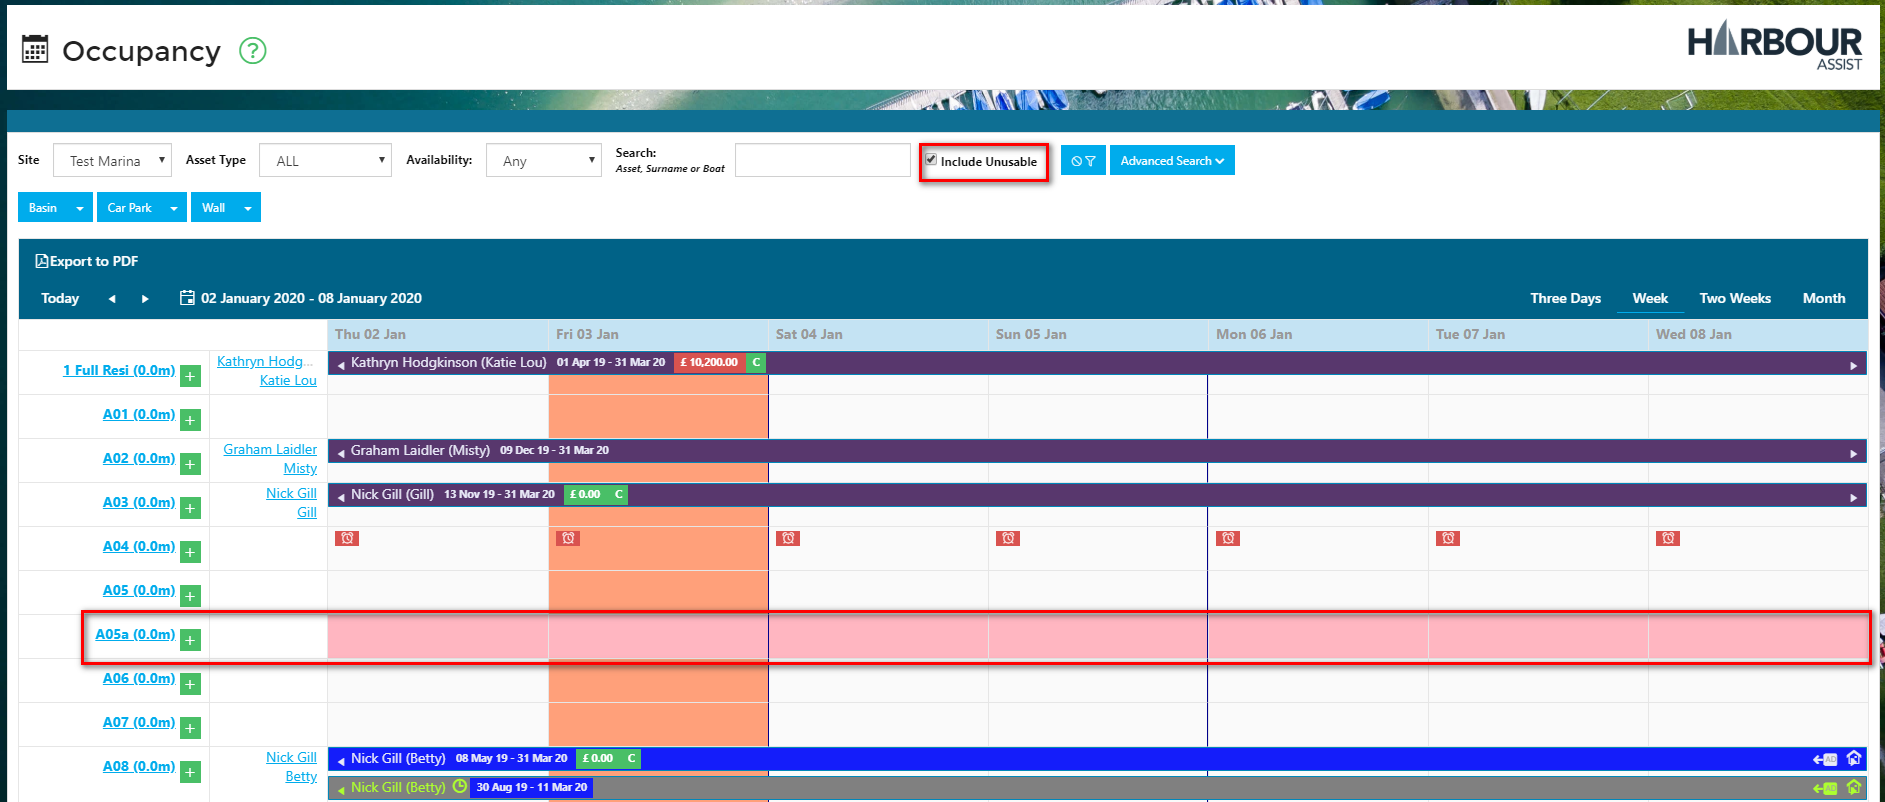 Occupancy ?
HARBOUR
ASSIST
Site Test Marina Asset Type ALL Availability: Any Search: Include Unusable Advanced Search
Asset, Surname or Boat
Basin Car Park Wall
Export to PDF
Today 02 January 2020 - 08 January 2020 Three Days Week Two Weeks Month
Thu 02 Jan Fri 03 Jan Sat 04 Jan Sun 05 Jan Mon 06 Jan Tue 07 Jan Wed 08 Jan
1 Full Resi (0.0m) + Kathryn Hodg... Kathryn Hodgkinson (Katie Lou) 01 Apr 19 - 31 Mar 20 £ 10,200.00 C
Katie Lou
A01 (0.0m) +
A02 (0.0m) + Graham Laidler Graham Laidler (Misty) 09 Dec 19 - 31 Mar 20
Misty
A03 (0.0m) + Nick Gill Nick Gill (Gill) 13 Nov 19 - 31 Mar 20 £ 0.00 C
Gill
A04 (0.0m) +
A05 (0.0m) +
A05a (0.0m) +
A06 (0.0m) +
A07 (0.0m) +
A08 (0.0m) + Nick Gill Nick Gill (Betty) 08 May 19 - 31 Mar 20 £ 0.00 C AD
Betty Nick Gill (Betty) 30 Aug 19 - 11 Mar 20 AD